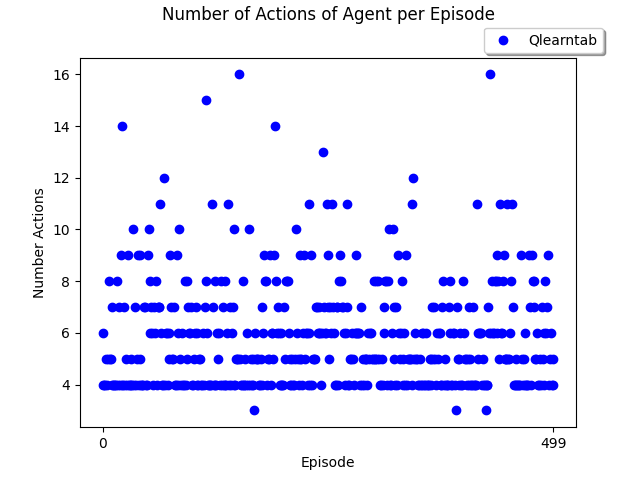 Number of Actions of Agent per Episode
Qlearntab
16
14
12
10
8
6
4
Number Actions
0
499
Episode